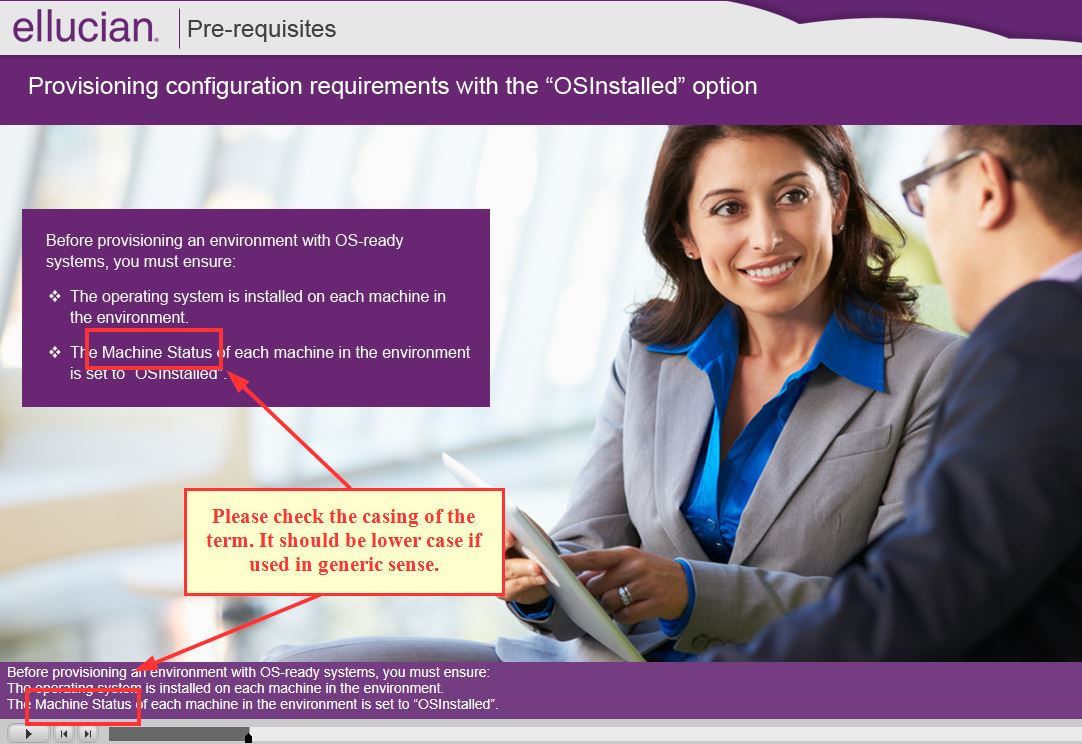 ellucian.
Pre-requisites
Provisioning configuration requirements with the “OSInstalled” option
Before provisioning an environment with OS-ready
systems, you must ensure:
❖ The operating system is installed on each machine in
the environment.
❖ The Machine Status of each machine in the environment
is set to “OSInstalled”.
Please check the casing of the
term. It should be lower case if
used in generic sense.
Before provisioning an environment with OS-ready systems, you must ensure:
The operating system is installed on each machine in the environment.
The Machine Status of each machine in the environment is set to “OSInstalled”.